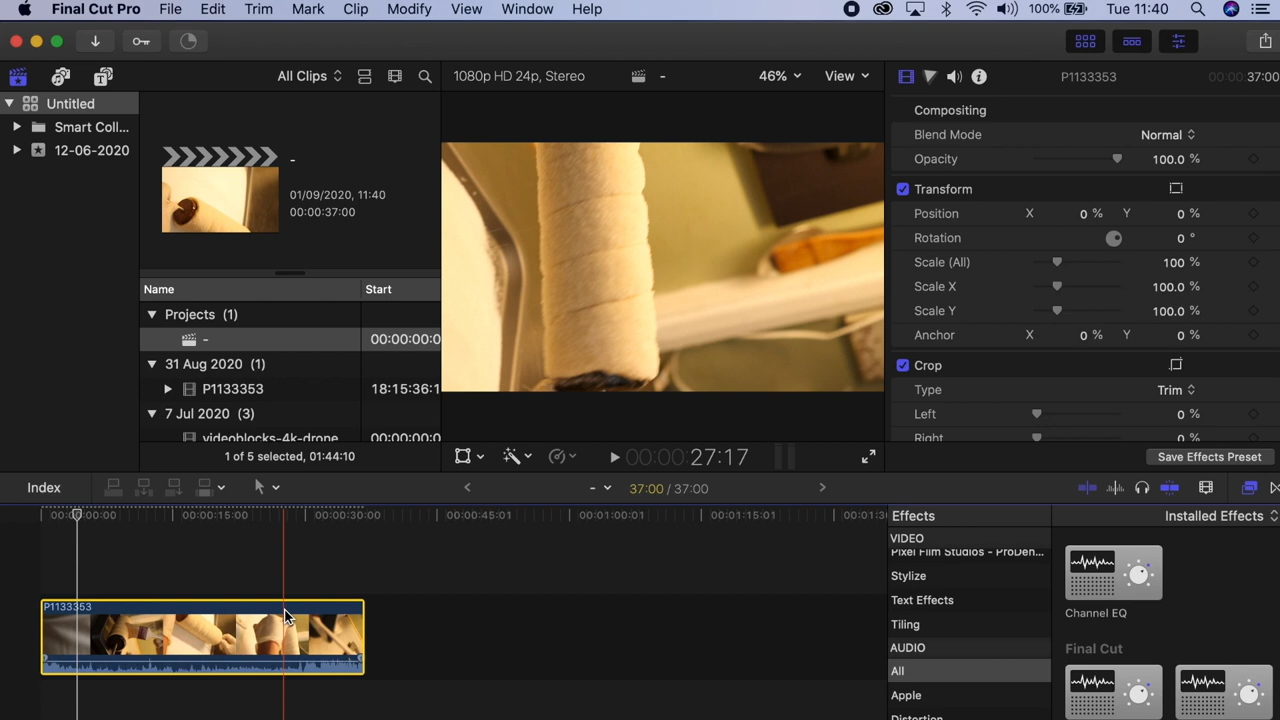 Final Cut Pro File Edit Trim Mark Clip Modify View Window Help 100% Tue 11:40
All Clips 1080p HD 24p, Stereo - 46% View P1133353 00:00:37:00
Untitled
Smart Coll...
12-06-2020
-
01/09/2020, 11:40
00:00:37:00
Name Start
Projects (1)
- 00:00:00:0
31 Aug 2020 (1)
P1133353 18:15:36:1
7 Jul 2020 (3)
videoblocks-4k-drone 00:00:00:0
1 of 5 selected, 01:44:10
Compositing
Blend Mode Normal
Opacity 100.0 %
Transform
Position X 0 % Y 0 %
Rotation 0 °
Scale (All) 100 %
Scale X 100.0 %
Scale Y 100.0 %
Anchor X 0 % Y 0 %
Crop
Type Trim
Left 0 %
Right 0 %
00:00:27:17 Save Effects Preset
Index - 37:00 / 37:00
00:00:00:00 00:00:15:00 00:00:30:00 00:00:45:01 00:01:00:01 00:01:15:01 00:01:3
P1133353
Effects Installed Effects
VIDEO
Pixel Film Studios - ProDen...
Stylize
Text Effects
Tiling
AUDIO
All
Apple
Distortion
Channel EQ
Final Cut